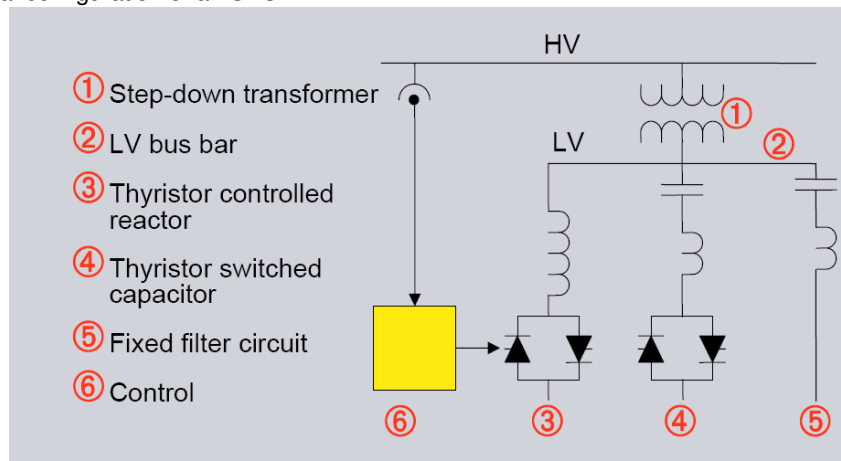 HV
① Step-down transformer
② LV bus bar
③ Thyristor controlled
reactor
④ Thyristor switched
capacitor
⑤ Fixed filter circuit
⑥ Control
①
LV
②
⑥
③
④
⑤